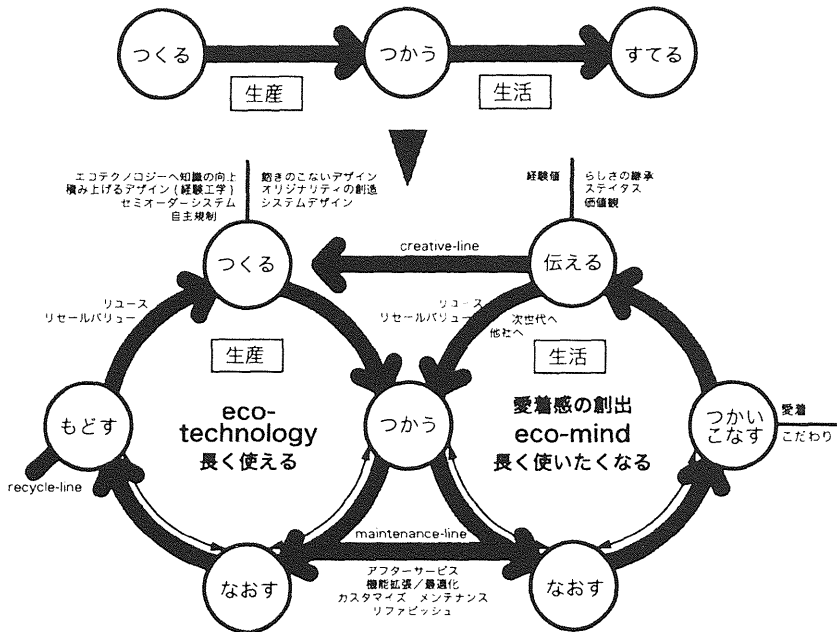 つくる
つかう
すてる
生産
生活
エコテクノロジーへ知識の向上
積み上げるデザイン（経験工学）
セミオーダーシステム
自主規制
飽きのこないデザイン
オリジナリティの創造
システムデザイン
経験値
らしさの継承
ステイタス
価値観
つくる
creative-line
伝える
リユース
リセールバリュー
リユース
リセールバリュー
次世代へ
他社へ
生産
生活
もどす
eco-
technology
長く使える
つかう
愛着感の創出
eco-mind
長く使いたくなる
つかい
こなす
愛着
こだわり
recycle-line
maintenance-line
なおす
アフターサービス
機能拡張／最適化
カスタマイズ　メンテナンス
リファビッシュ
なおす